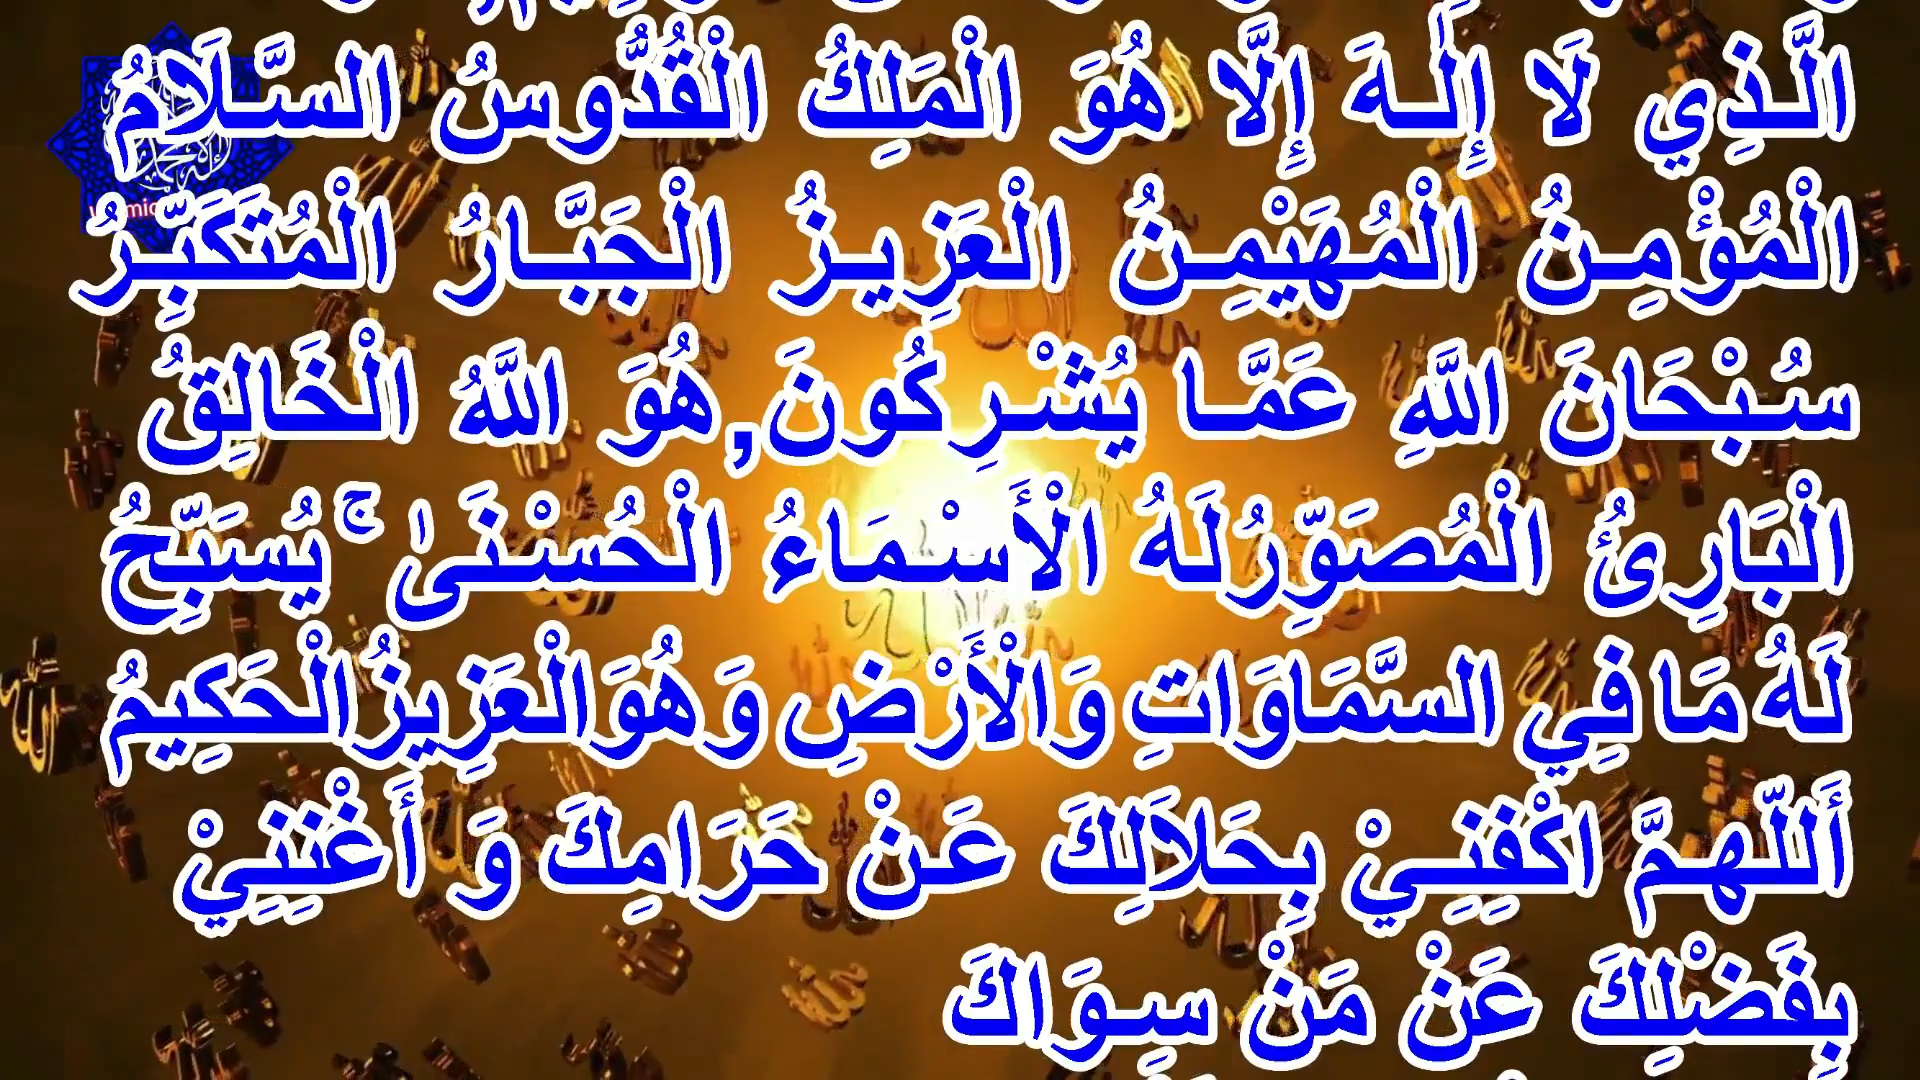 الَّذِي لَا إِلَٰهَ إِلَّا هُوَ الْمَلِكُ الْقُدُّوسُ السَّلَامُ
الْمُؤْمِنُ الْمُهَيْمِنُ الْعَزِيزُ الْجَبَّارُ الْمُتَكَبِّرُ
سُبْحَانَ اللَّهِ عَمَّا يُشْرِكُونَ,هُوَ اللَّهُ الْخَالِقُ
الْبَارِئُ الْمُصَوِّرُلَهُ الْأَسْمَاءُ الْحُسْنَىٰ ۚ يُسَبِّحُ
لَهُ مَا فِي السَّمَاوَاتِ وَالْأَرْضِ وَهُوَالْعَزِيزُالْحَكِيمُ
أَللّهمَّ اكْفِنِيْ بِحَلاَلِكَ عَنْ حَرَامِكَ وَ أَغْنِنِيْ
بِفَضْلِكَ عَنْ مَنْ سِوَاكَ